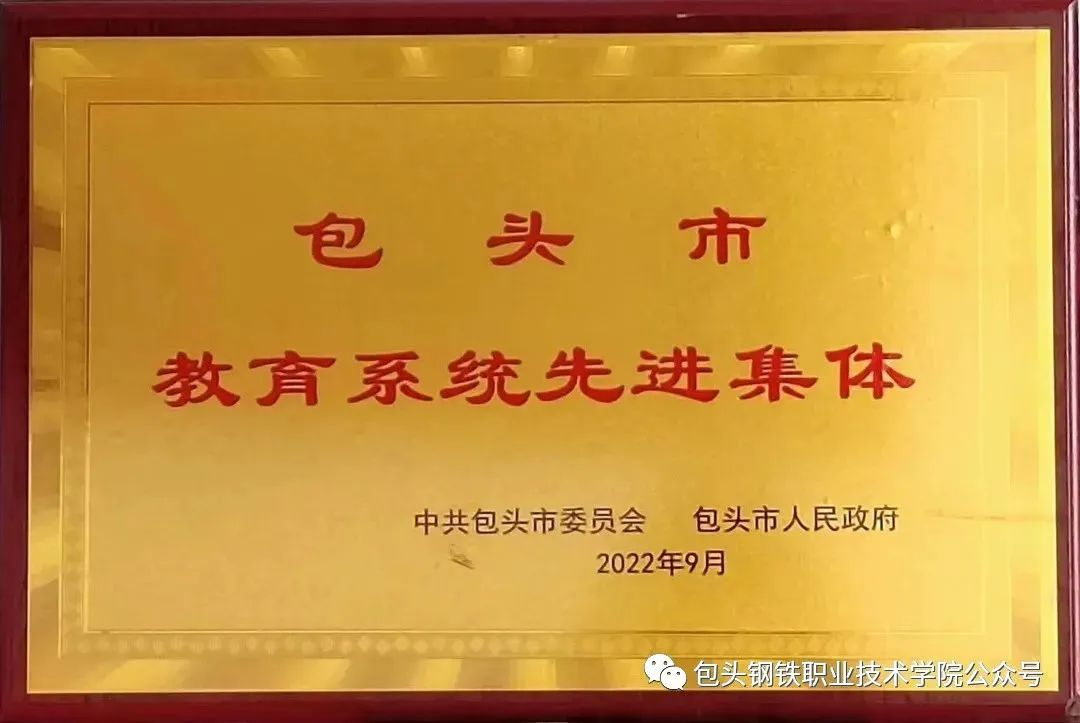 包头市
教育系统先进集体
中共包头市委员会 包头市人民政府
2022年9月
包头钢铁职业技术学院公众号